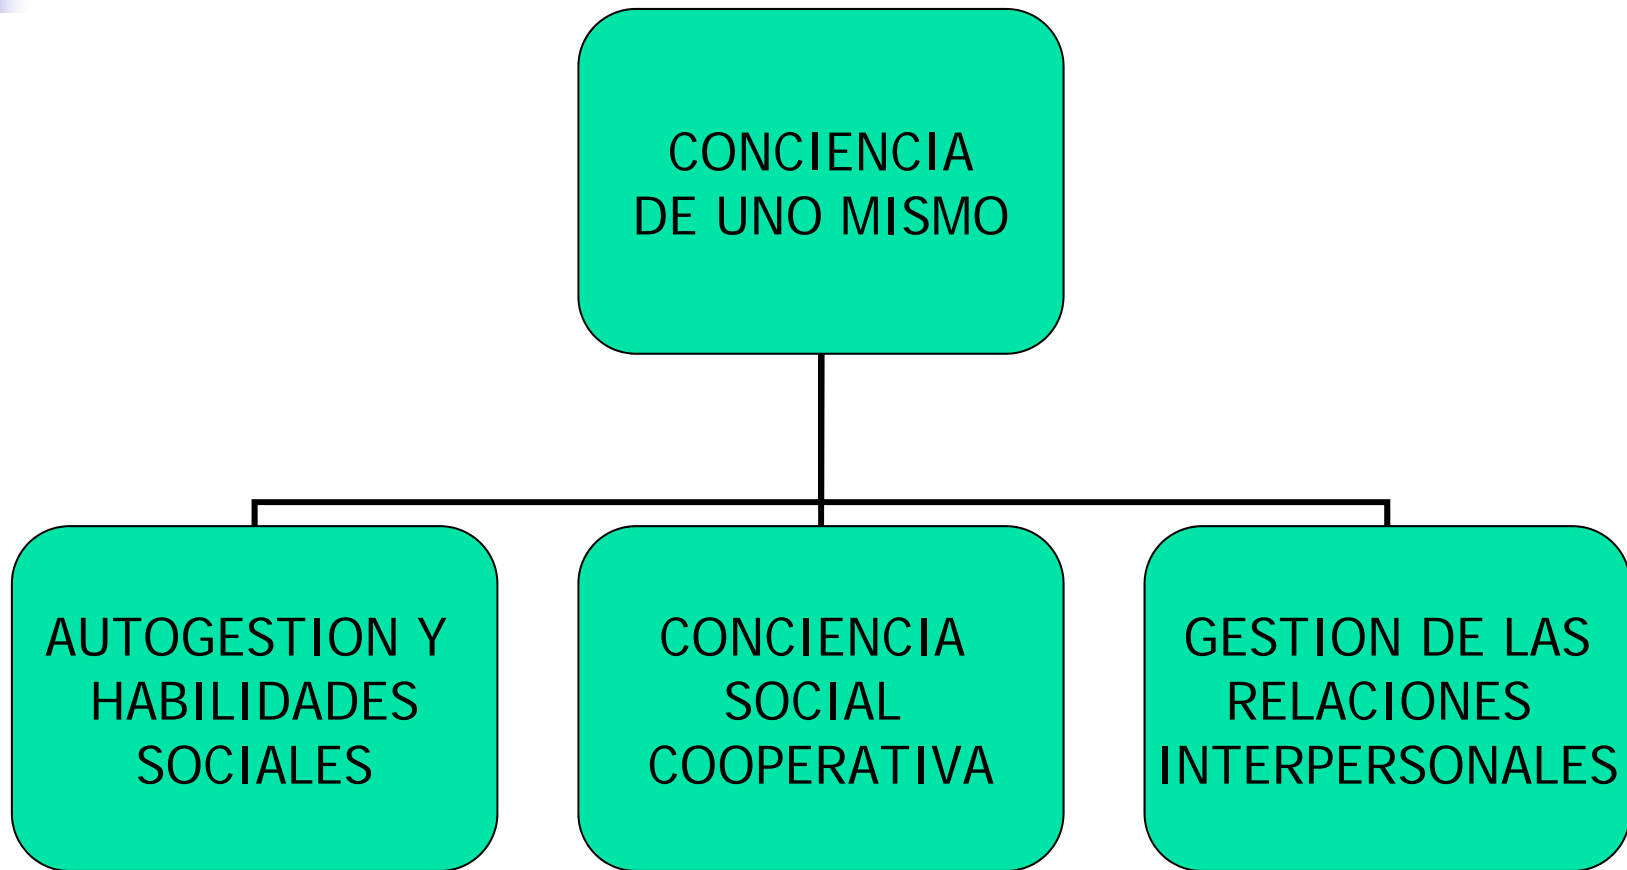 CONCIENCIA
DE UNO MISMO
AUTOGESTION Y
HABILIDADES
SOCIALES
CONCIENCIA
SOCIAL
COOPERATIVA
GESTION DE LAS
RELACIONES
INTERPERSONALES